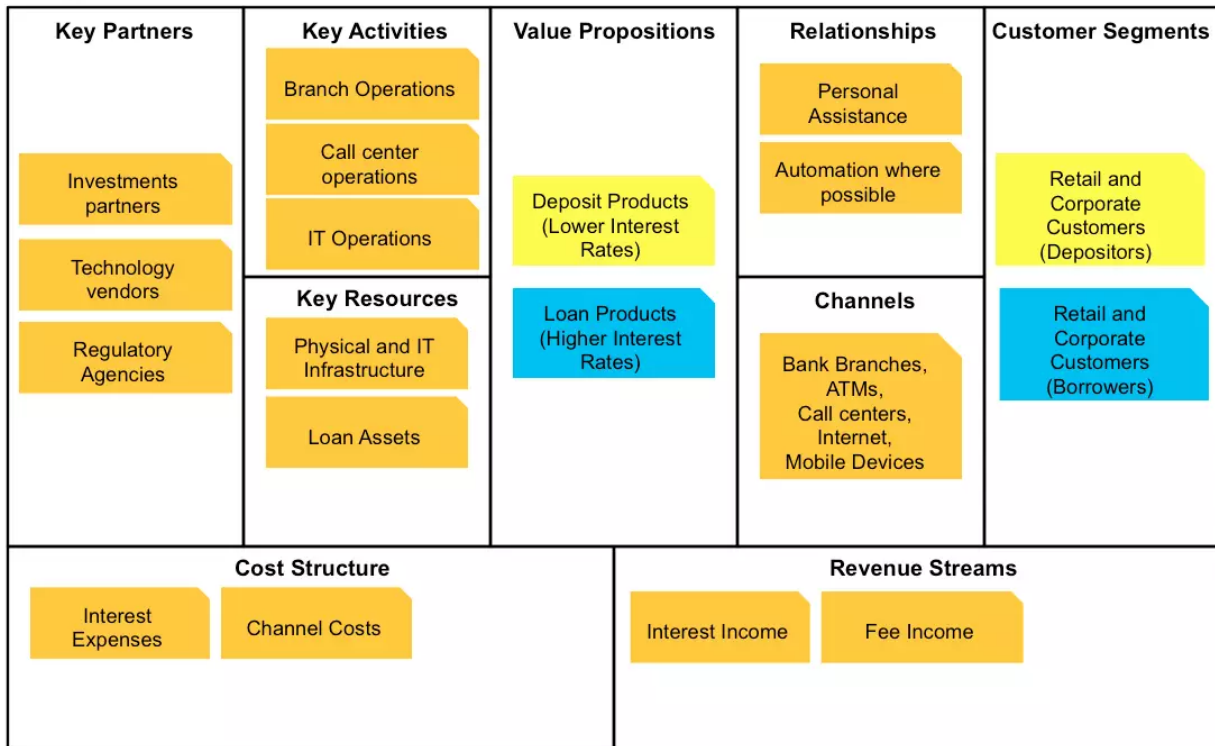 Key Partners
Investments
partners
Technology
vendors
Regulatory
Agencies
Key Activities
Branch Operations
Call center
operations
IT Operations
Key Resources
Physical and IT
Infrastructure
Loan Assets
Value Propositions
Deposit Products
(Lower Interest
Rates)
Loan Products
(Higher Interest
Rates)
Relationships
Personal
Assistance
Automation where
possible
Channels
Bank Branches,
ATMs,
Call centers,
Internet,
Mobile Devices
Customer Segments
Retail and
Corporate
Customers
(Depositors)
Retail and
Corporate
Customers
(Borrowers)
Cost Structure
Interest
Expenses
Channel Costs
Revenue Streams
Interest Income
Fee Income